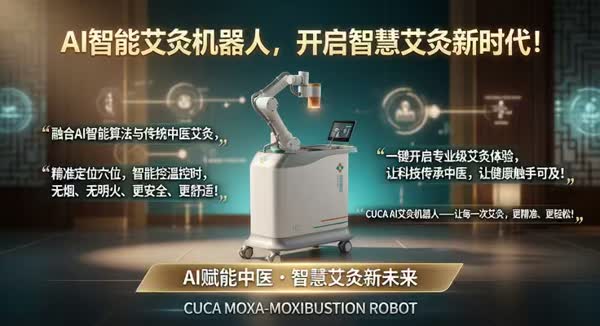 AI智能艾灸机器人，开启智慧艾灸新时代！
“融合AI智能算法与传统中医艾灸，
“精准定位穴位，智能控温控时，
无烟、无明火、更安全、更舒适！”
“一键开启专业级艾灸体验，
让科技传承中医，让健康触手可及！”
“CUCA AI艾灸机器人——让每一次艾灸，更精准、更轻松！
AI赋能中医·智慧艾灸新未来
CUCA MOXA-MOXIBUSTION ROBOT